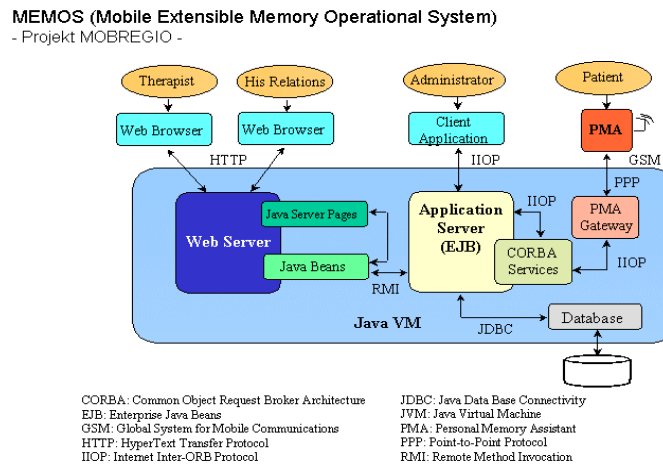 MEMOS (Mobile Extensible Memory Operational System)
- Projekt MOBREGIO -
Therapist
His Relations
Administrator
Patient
Web Browser
Web Browser
Client
Application
PMA
HTTP
IIOP
GSM
PPP
Web Server
Java Server Pages
Java Beans
RMI
Application
Server
(EJB)
IIOP
CORBA
Services
PMA
Gateway
IIOP
Java VM
JDBC
Database
CORBA: Common Object Request Broker Architecture
EJB: Enterprise Java Beans
GSM: Global System for Mobile Communications
HTTP: HyperText Transfer Protocol
IIOP: Internet Inter-ORB Protocol
JDBC: Java Data Base Connectivity
JVM: Java Virtual Machine
PMA: Personal Memory Assistant
PPP: Point-to-Point Protocol
RMI: Remote Method Invocation